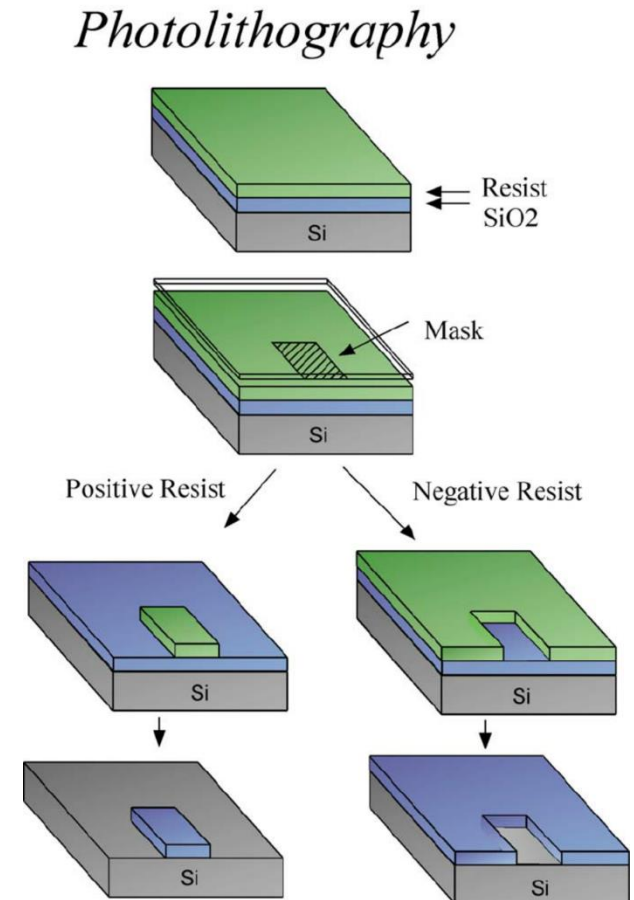 Photolithography
Resist
SiO2
Si
Mask
Si
Positive Resist
Negative Resist
Si
Si
Si
Si